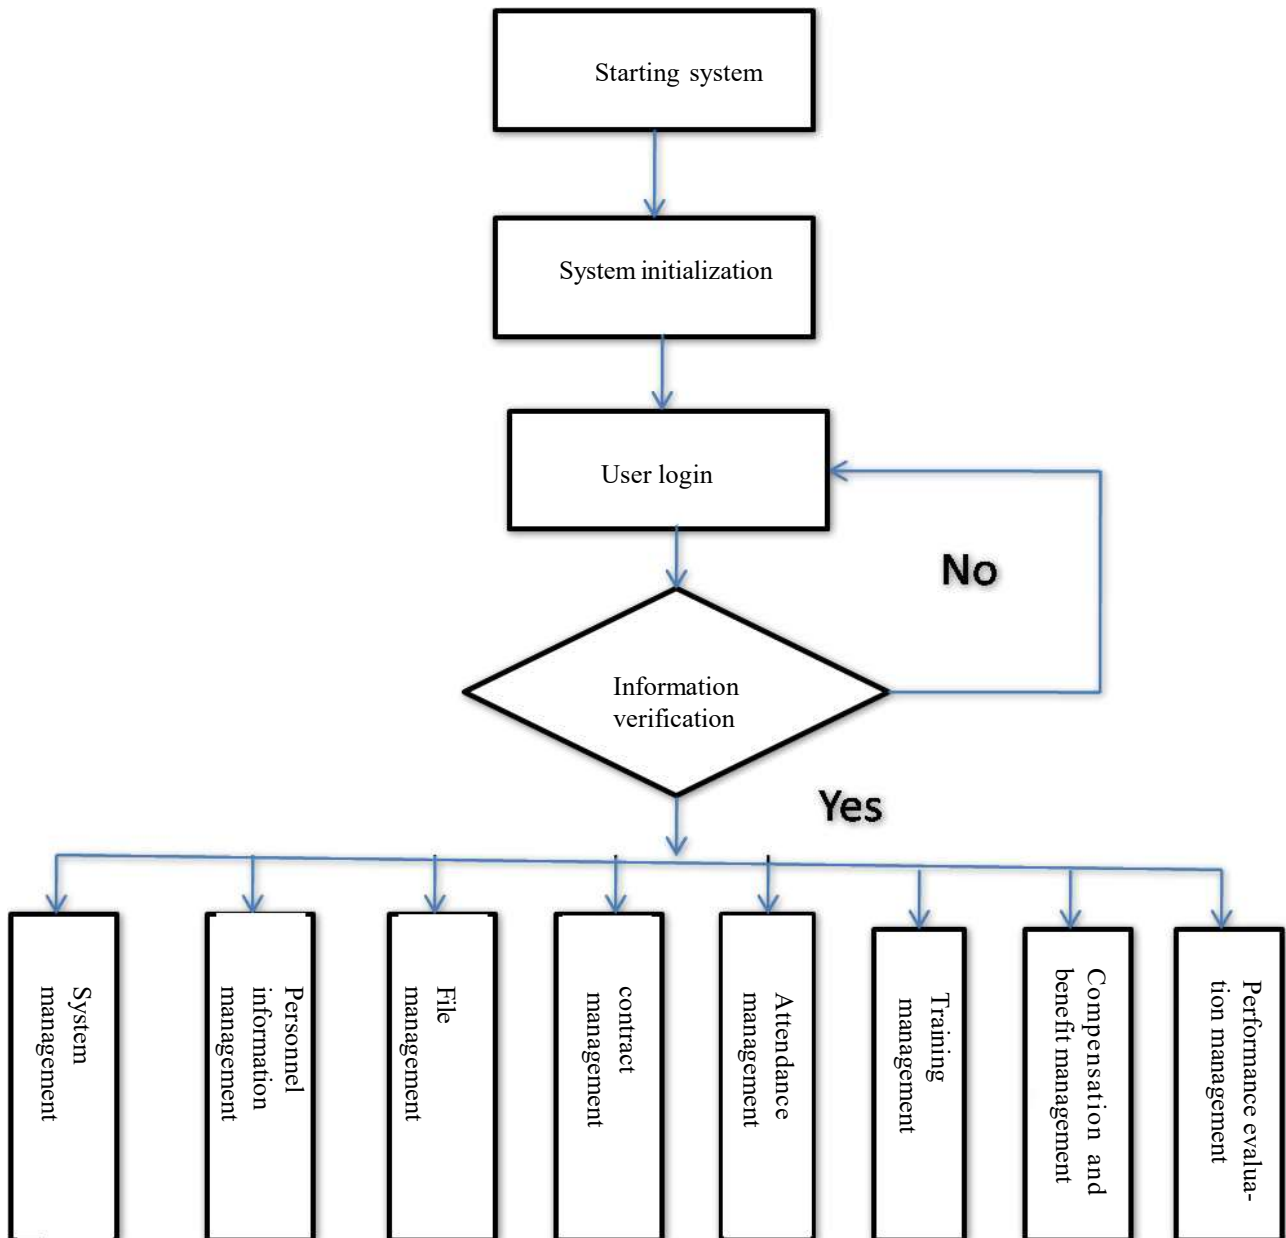 Starting system
System initialization
User login
No
Information
verification
Yes
System
management
Personnel
information
management
File
management
contract
management
Attendance
management
Training
management
Compensation and
benefit management
Performance evalua-
tion management